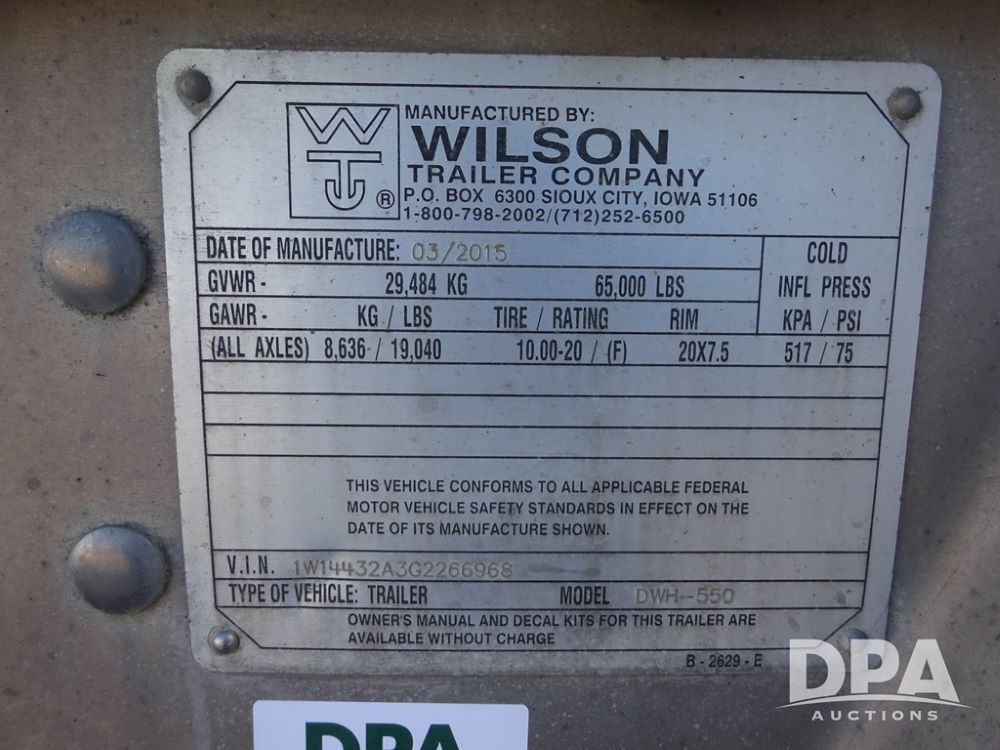 WT ®
MANUFACTURED BY:
WILSON
TRAILER COMPANY
P.O. BOX 6300 SIOUX CITY, IOWA 51106
1-800-798-2002/(712)252-6500
DATE OF MANUFACTURE: 03/2015
GVWR - 29,484 KG 65,000 LBS
COLD
INFL PRESS
KPA / PSI
GAWR - KG / LBS TIRE / RATING RIM
(ALL AXLES) 8,636 / 19,040 10.00-20 / (F) 20X7.5 517 / 75
THIS VEHICLE CONFORMS TO ALL APPLICABLE FEDERAL
MOTOR VEHICLE SAFETY STANDARDS IN EFFECT ON THE
DATE OF ITS MANUFACTURE SHOWN.
V.I.N. 1W14432A3G2266968
TYPE OF VEHICLE: TRAILER MODEL DWH-550
OWNER'S MANUAL AND DECAL KITS FOR THIS TRAILER ARE
AVAILABLE WITHOUT CHARGE
B - 2629 - E
DPA
AUCTIONS
DPA